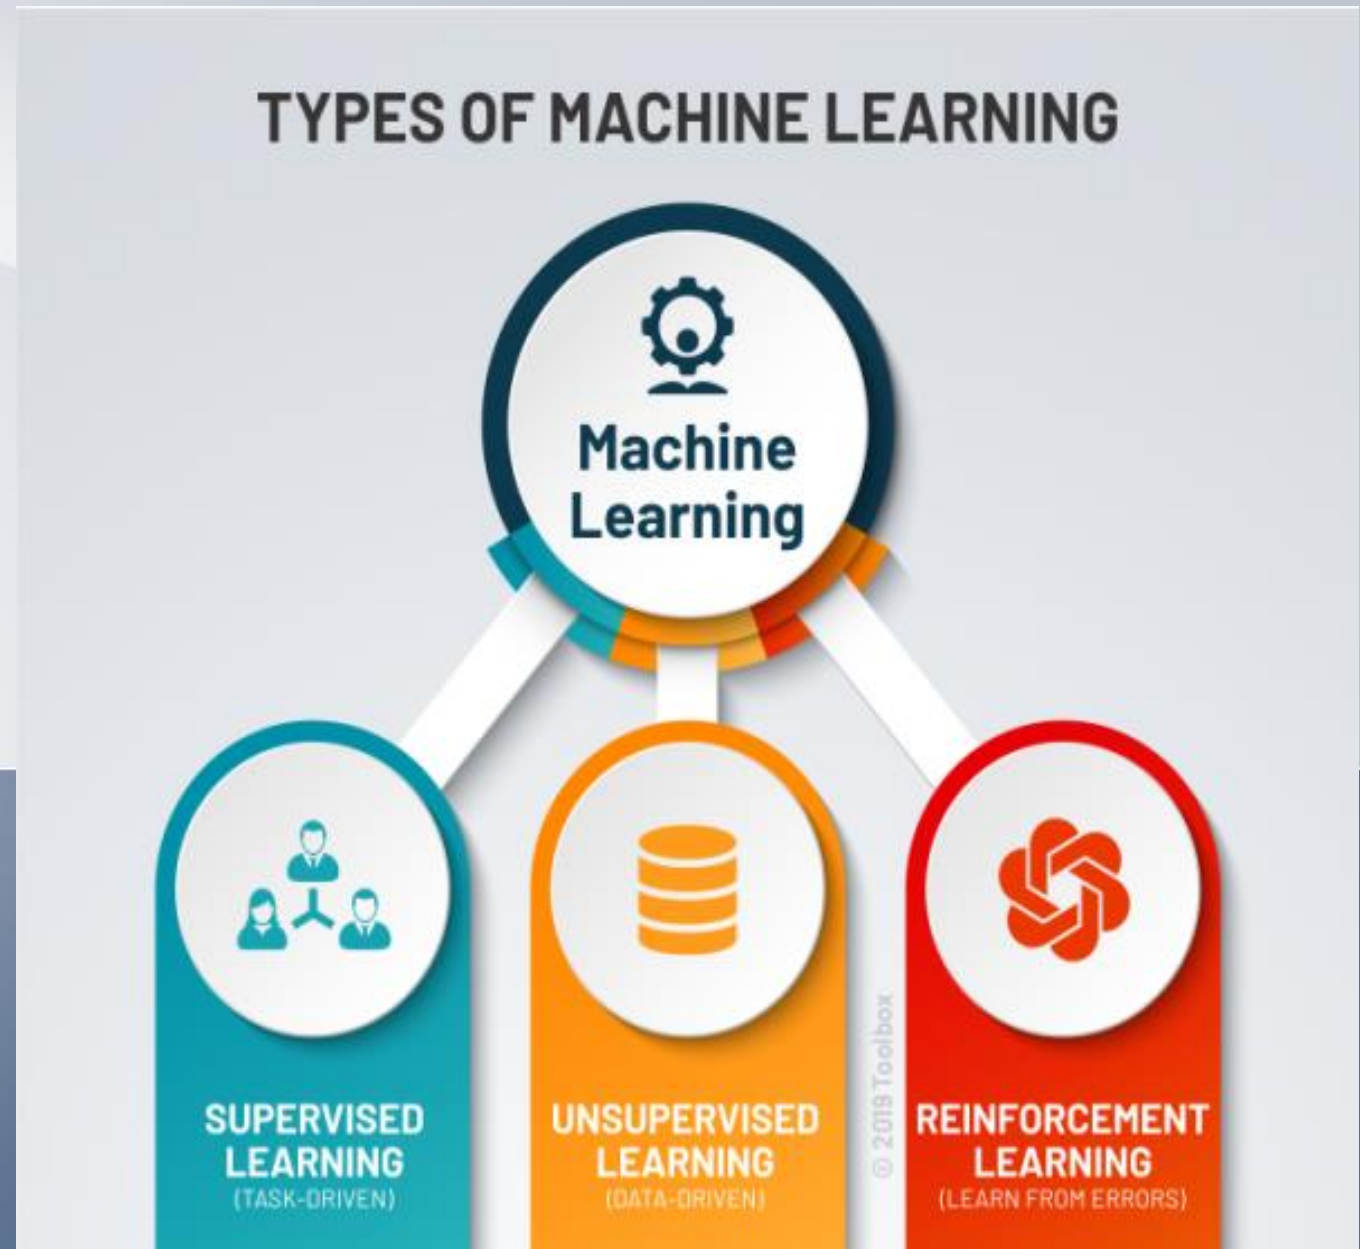 TYPES OF MACHINE LEARNING
Machine
Learning
SUPERVISED
LEARNING
(TASK-DRIVEN)
UNSUPERVISED
LEARNING
(DATA-DRIVEN)
© 2019 Toolbox
REINFORCEMENT
LEARNING
(LEARN FROM ERRORS)